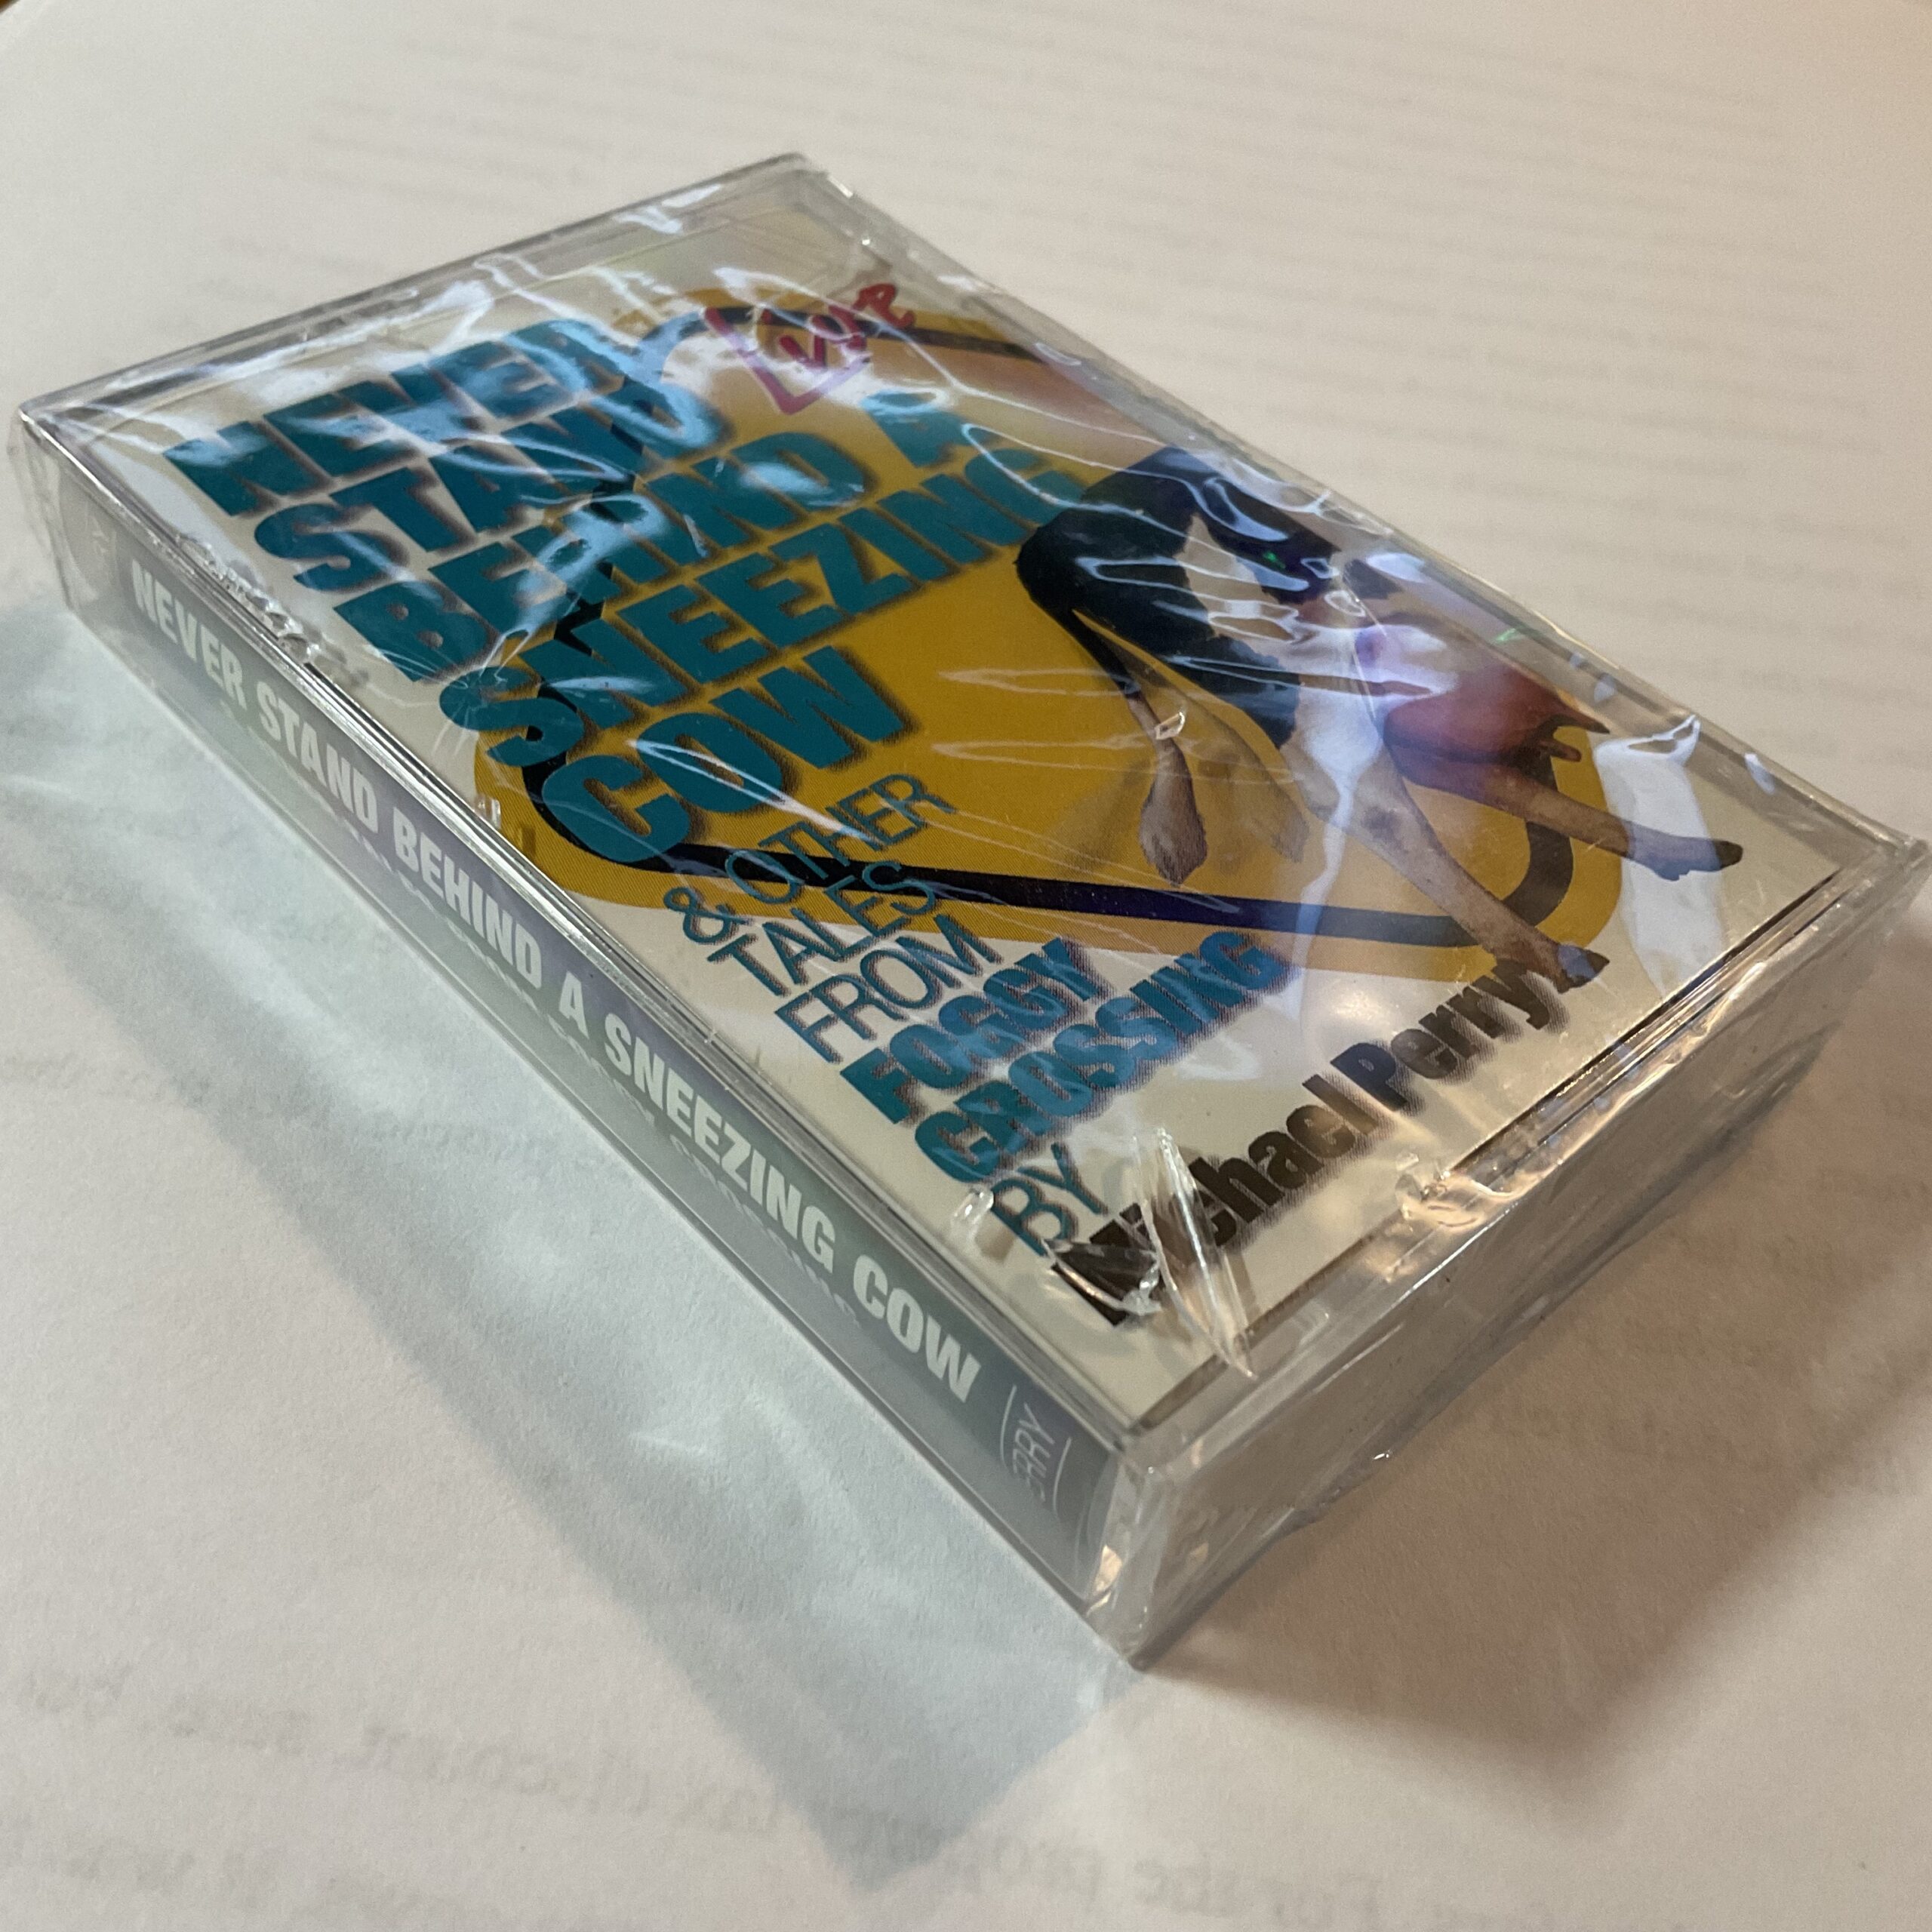 LIVE
NEVER
STAND
BEHIND A
SNEEZING
COW
& OTHER
TALES
FROM
FOGGY
CROSSING
BY
Michael Perry
NEVER STAND BEHIND A SNEEZING COW